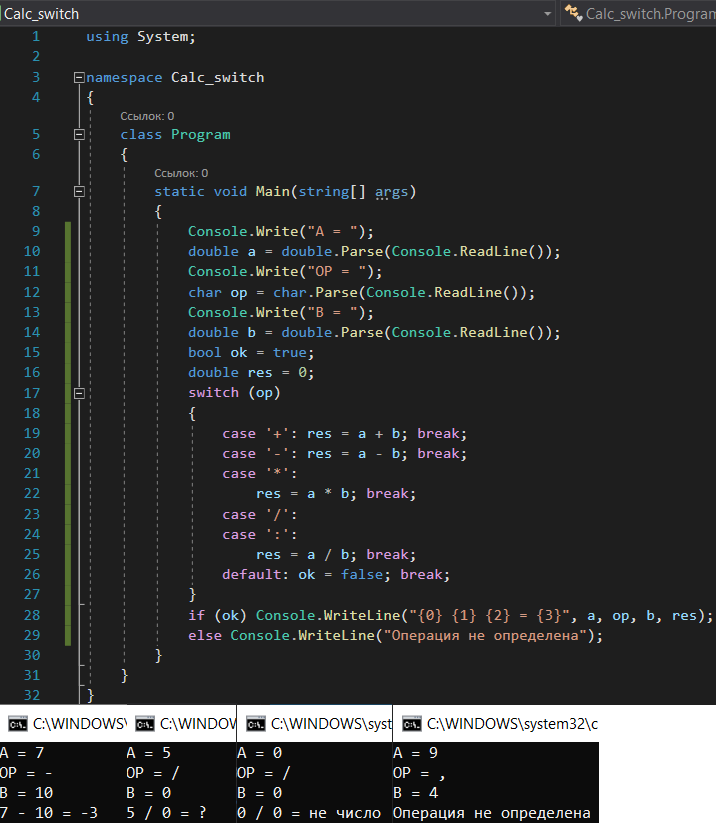 Calc_switch Calc_switch.Program
1 using System;
2
3 namespace Calc_switch
4 {
Ссылок: 0
5 class Program
6 {
Ссылок: 0
7 static void Main(string[] args)
8 {
9 Console.Write("A = ");
10 double a = double.Parse(Console.ReadLine());
11 Console.Write("OP = ");
12 char op = char.Parse(Console.ReadLine());
13 Console.Write("B = ");
14 double b = double.Parse(Console.ReadLine());
15 bool ok = true;
16 double res = 0;
17 switch (op)
18 {
19 case '+': res = a + b; break;
20 case '-': res = a - b; break;
21 case '*':
22 res = a * b; break;
23 case '/':
24 case ':':
25 res = a / b; break;
26 default: ok = false; break;
27 }
28 if (ok) Console.WriteLine("{0} {1} {2} = {3}", a, op, b, res);
29 else Console.WriteLine("Операция не определена");
30 }
31 }
32 }
C:\WINDOWS\
A = 7
OP = -
B = 10
7 - 10 = -3
C:\WINDOW
A = 5
OP = /
B = 0
5 / 0 = ?
C:\WINDOWS\syst
A = 0
OP = /
B = 0
0 / 0 = не число
C:\WINDOWS\system32\c
A = 9
OP = ,
B = 4
Операция не определена